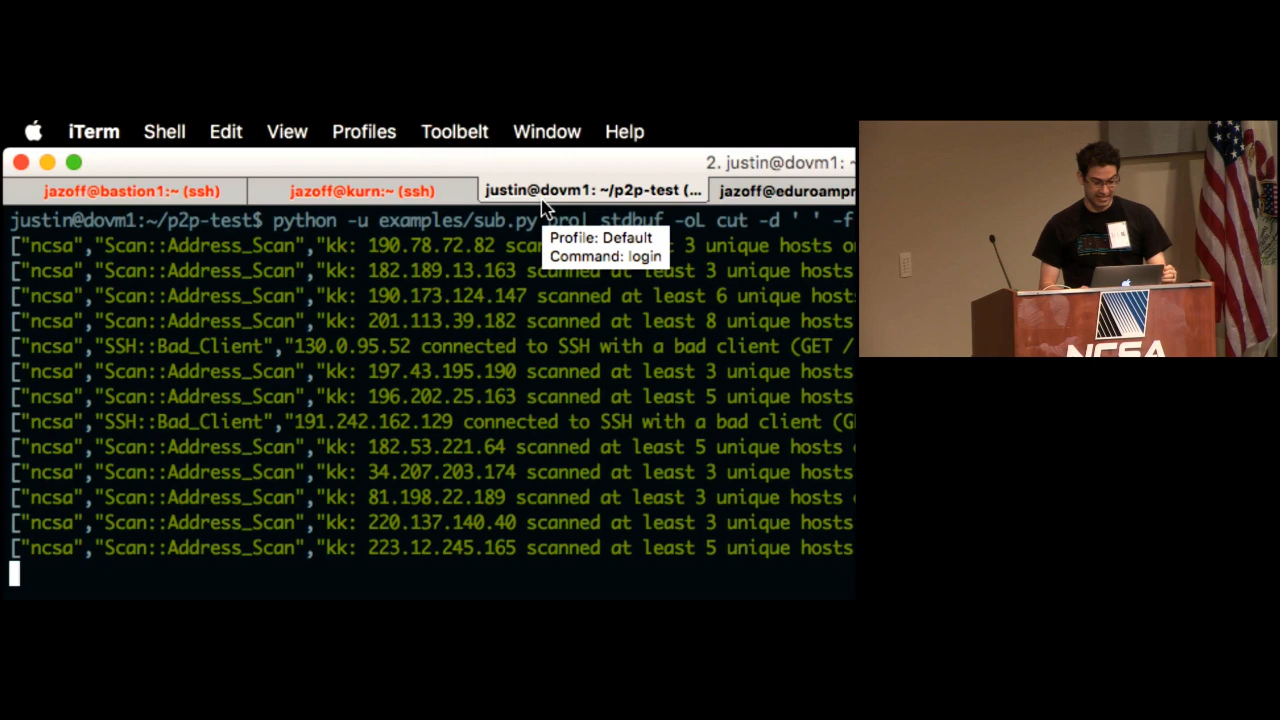 iTerm Shell Edit View Profiles Toolbelt Window Help
2. justin@dovm1: ~
jazoff@bastion1:~ (ssh) jazoff@kurn:~ (ssh) justin@dovm1: ~/p2p-test (... jazoff@eduroampr
justin@dovm1:~/p2p-test$ python -u examples/sub.py bro| stdbuf -oL cut -d ' ' -f
Profile: Default
Command: login
["ncsa","Scan::Address_Scan","kk: 190.78.72.82 scan 3 unique hosts o
["ncsa","Scan::Address_Scan","kk: 182.189.13.163 scanned at least 3 unique hosts
["ncsa","Scan::Address_Scan","kk: 190.173.124.147 scanned at least 6 unique hosts
["ncsa","Scan::Address_Scan","kk: 201.113.39.182 scanned at least 8 unique hosts
["ncsa","SSH::Bad_Client","130.0.95.52 connected to SSH with a bad client (GET /
["ncsa","Scan::Address_Scan","kk: 197.43.195.190 scanned at least 3 unique hosts
["ncsa","Scan::Address_Scan","kk: 196.202.25.163 scanned at least 5 unique hosts
["ncsa","SSH::Bad_Client","191.242.162.129 connected to SSH with a bad client (G
["ncsa","Scan::Address_Scan","kk: 182.53.221.64 scanned at least 5 unique hosts
["ncsa","Scan::Address_Scan","kk: 34.207.203.174 scanned at least 3 unique hosts
["ncsa","Scan::Address_Scan","kk: 81.198.22.189 scanned at least 3 unique hosts
["ncsa","Scan::Address_Scan","kk: 220.137.140.40 scanned at least 3 unique hosts
["ncsa","Scan::Address_Scan","kk: 223.12.245.165 scanned at least 5 unique hosts
NCSA